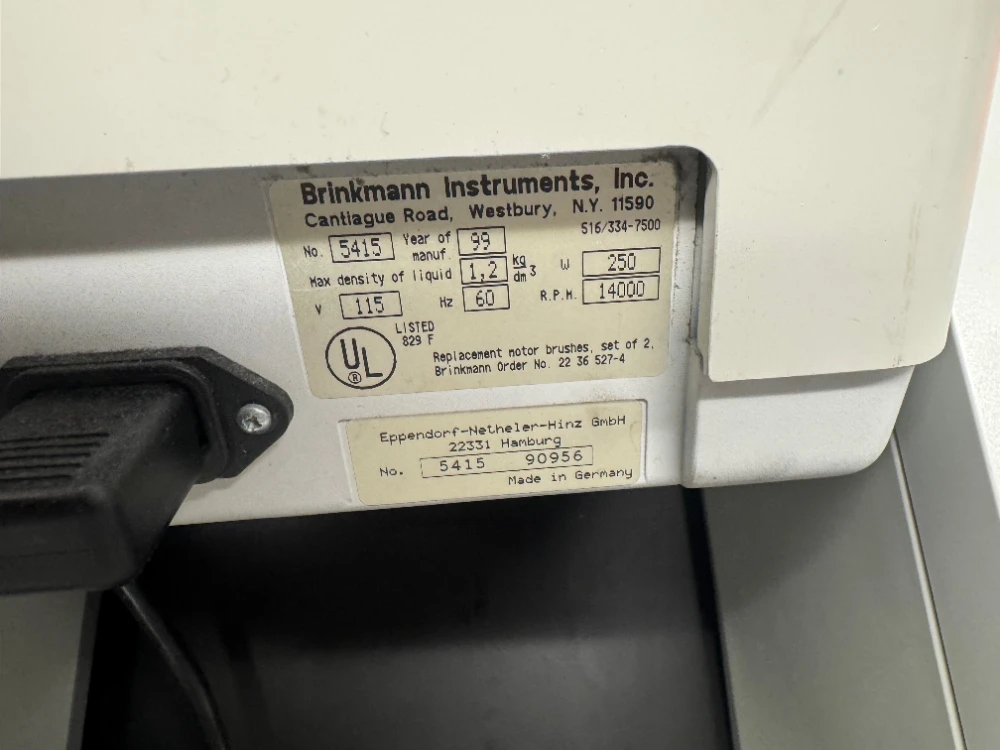 Brinkmann Instruments, Inc.
Cantiague Road, Westbury, N.Y. 11590
516/334-7500
No. 5415 Year of manuf. 99
Max density of liquid 1,2 kg/dm3 W 250
V 115 Hz 60 R.P.M. 14000
UL ®
LISTED
829 F
Replacement motor brushes, set of 2,
Brinkmann Order No. 22 36 527-4
Eppendorf-Netheler-Hinz GmbH
22331 Hamburg
No. 5415 90956
Made in Germany